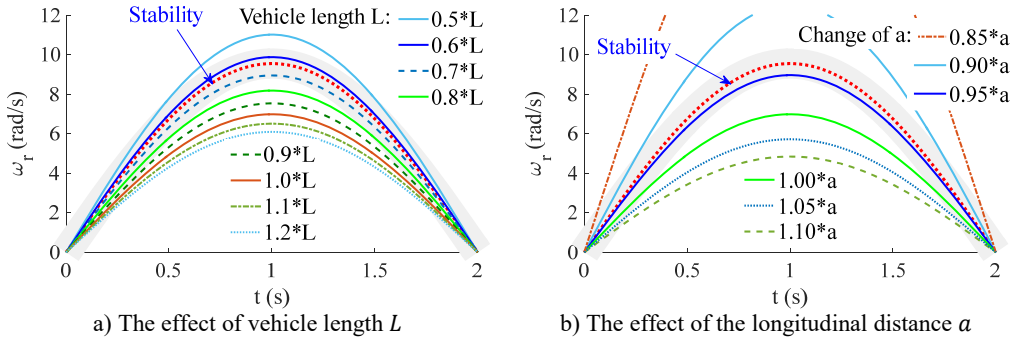 Stability
Vehicle length L:
0.5*L
0.6*L
0.7*L
0.8*L
0.9*L
1.0*L
1.1*L
1.2*L
12
10
8
6
4
2
0
ωr (rad/s)
0
0.5
1
1.5
2
t (s)
a) The effect of vehicle length L
Stability
Change of a:
0.85*a
0.90*a
0.95*a
1.00*a
1.05*a
1.10*a
12
10
8
6
4
2
0
ωr (rad/s)
0
0.5
1
1.5
2
t (s)
b) The effect of the longitudinal distance a